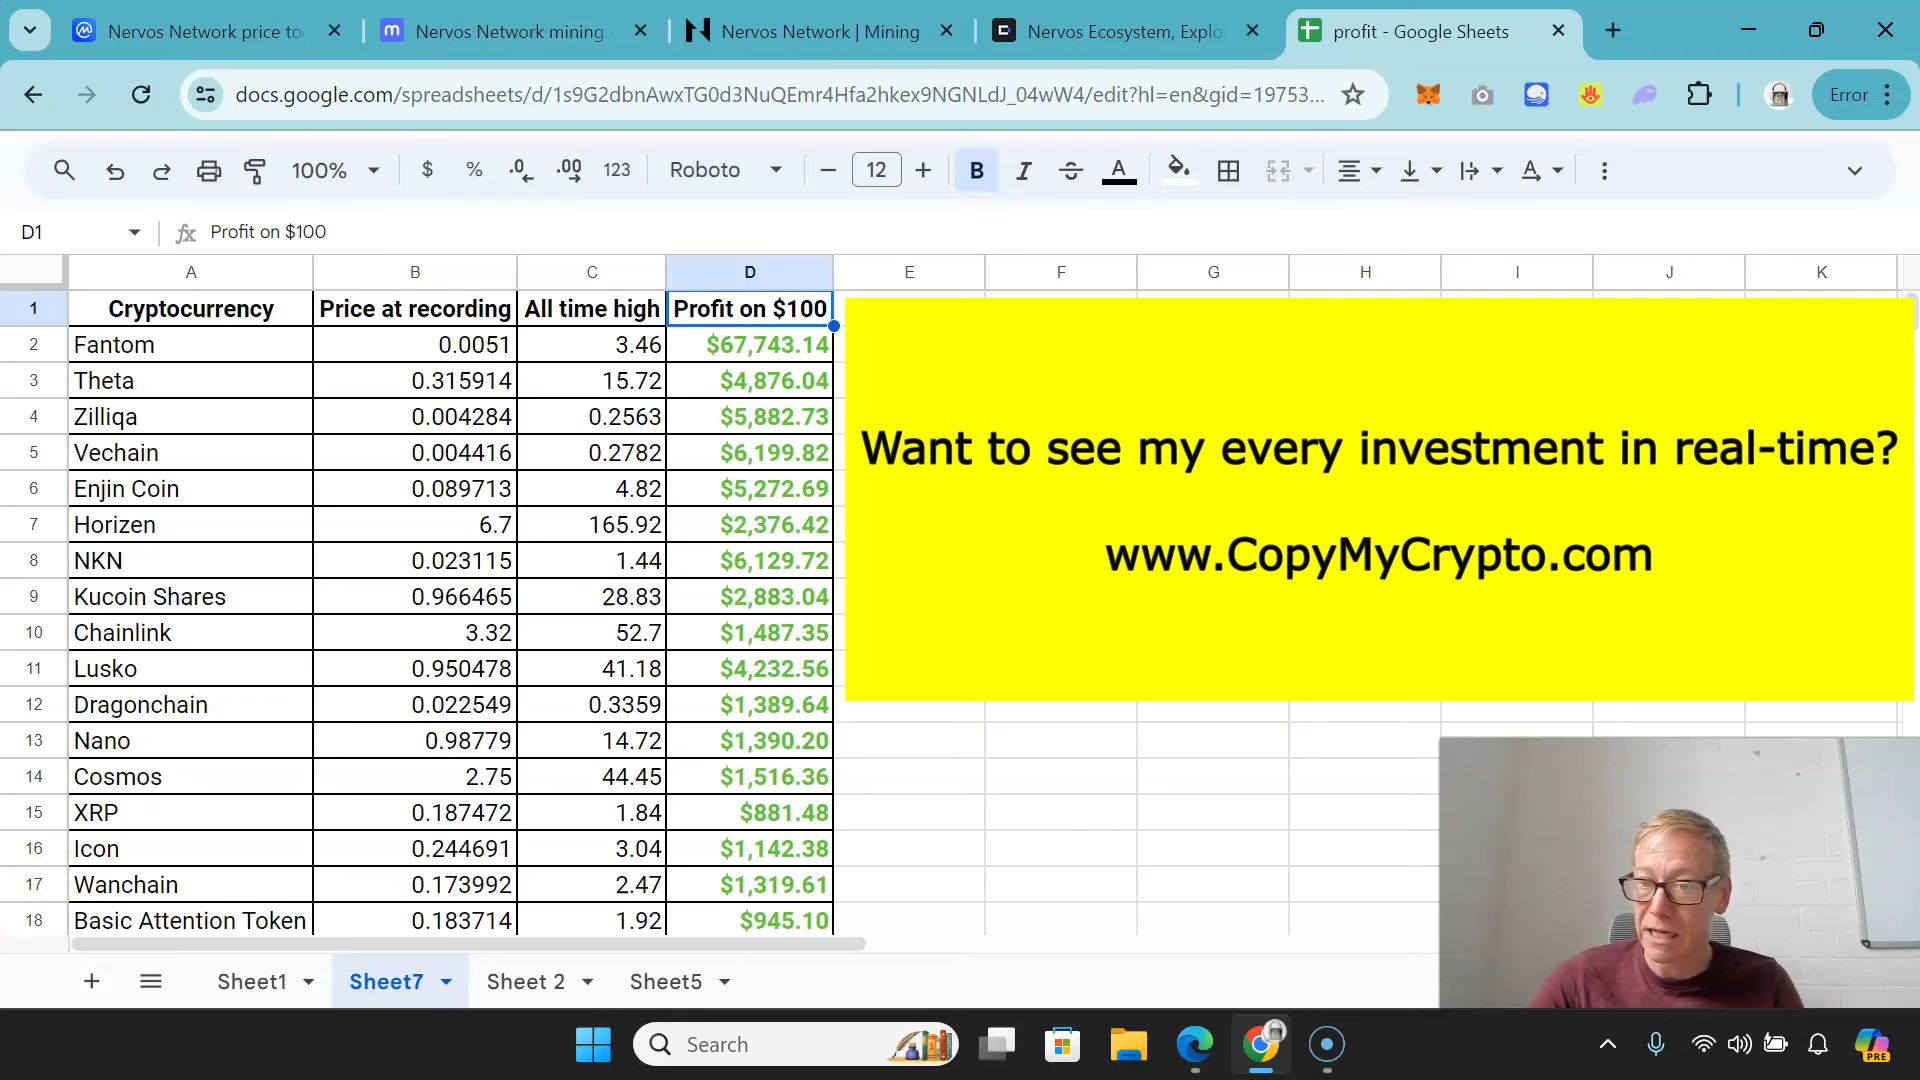 Nervos Network price to
Nervos Network mining
Nervos Network | Mining
Nervos Ecosystem, Explo
profit - Google Sheets
docs.google.com/spreadsheets/d/1s9G2dbnAwxTG0d3NuQEmr4Hfa2hkex9NGNLdJ_04wW4/edit?hl=en&gid=19753...
Error
100%
$
%
.0
.00
123
Roboto
12
B
I
A
A
D1
fx
Profit on $100
A B C D E F G H I J K
1 Cryptocurrency Price at recording All time high Profit on $100
2 Fantom 0.0051 3.46 $67,743.14
3 Theta 0.315914 15.72 $4,876.04
4 Zilliqa 0.004284 0.2563 $5,882.73
5 Vechain 0.004416 0.2782 $6,199.82
6 Enjin Coin 0.089713 4.82 $5,272.69
7 Horizen 6.7 165.92 $2,376.42
8 NKN 0.023115 1.44 $6,129.72
9 Kucoin Shares 0.966465 28.83 $2,883.04
10 Chainlink 3.32 52.7 $1,487.35
11 Lusko 0.950478 41.18 $4,232.56
12 Dragonchain 0.022549 0.3359 $1,389.64
13 Nano 0.98779 14.72 $1,390.20
14 Cosmos 2.75 44.45 $1,516.36
15 XRP 0.187472 1.84 $881.48
16 Icon 0.244691 3.04 $1,142.38
17 Wanchain 0.173992 2.47 $1,319.61
18 Basic Attention Token 0.183714 1.92 $945.10
Want to see my every investment in real-time?
www.CopyMyCrypto.com
Sheet1
Sheet7
Sheet 2
Sheet5
Search
PRE